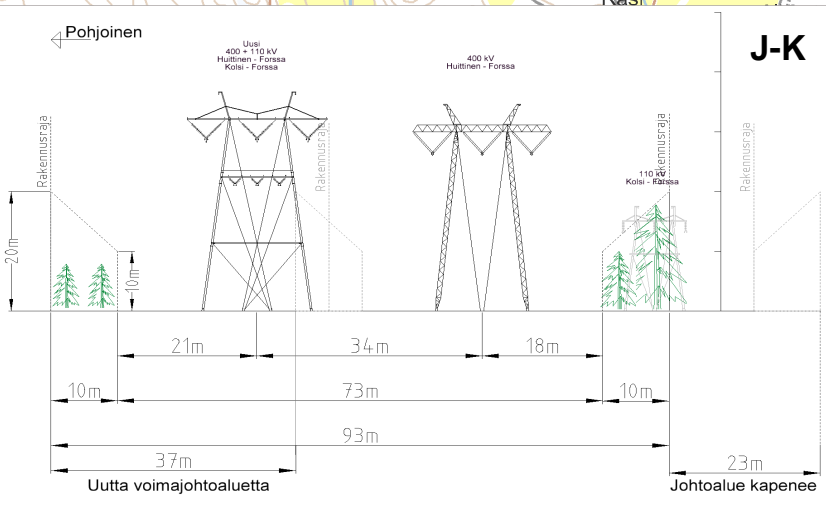 Kasi
Pohjoinen
J-K
Uusi
400 + 110 kV
Huittinen - Forssa
Kolsi - Forssa
400 kV
Huittinen - Forssa
Rakennusraja
Rakennusraja
Rakennusraja
Rakennusraja
110 kV
Kolsi - Forssa
20m
10m
21m
34m
18m
10m
73m
10m
93m
37m
23m
Uutta voimajohtoaluetta
Johtoalue kapenee